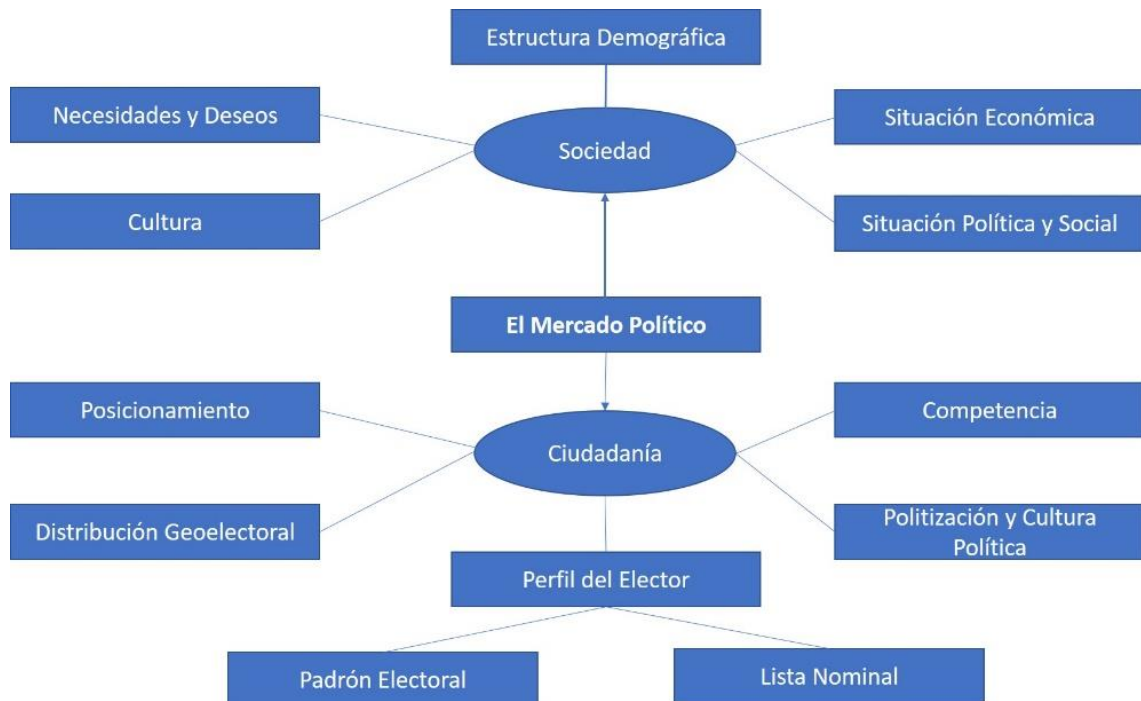 Estructura Demográfica
Necesidades y Deseos
Situación Económica
Sociedad
Cultura
Situación Política y Social
El Mercado Político
Posicionamiento
Competencia
Ciudadanía
Distribución Geoelectoral
Politización y Cultura
Política
Perfil del Elector
Padrón Electoral
Lista Nominal